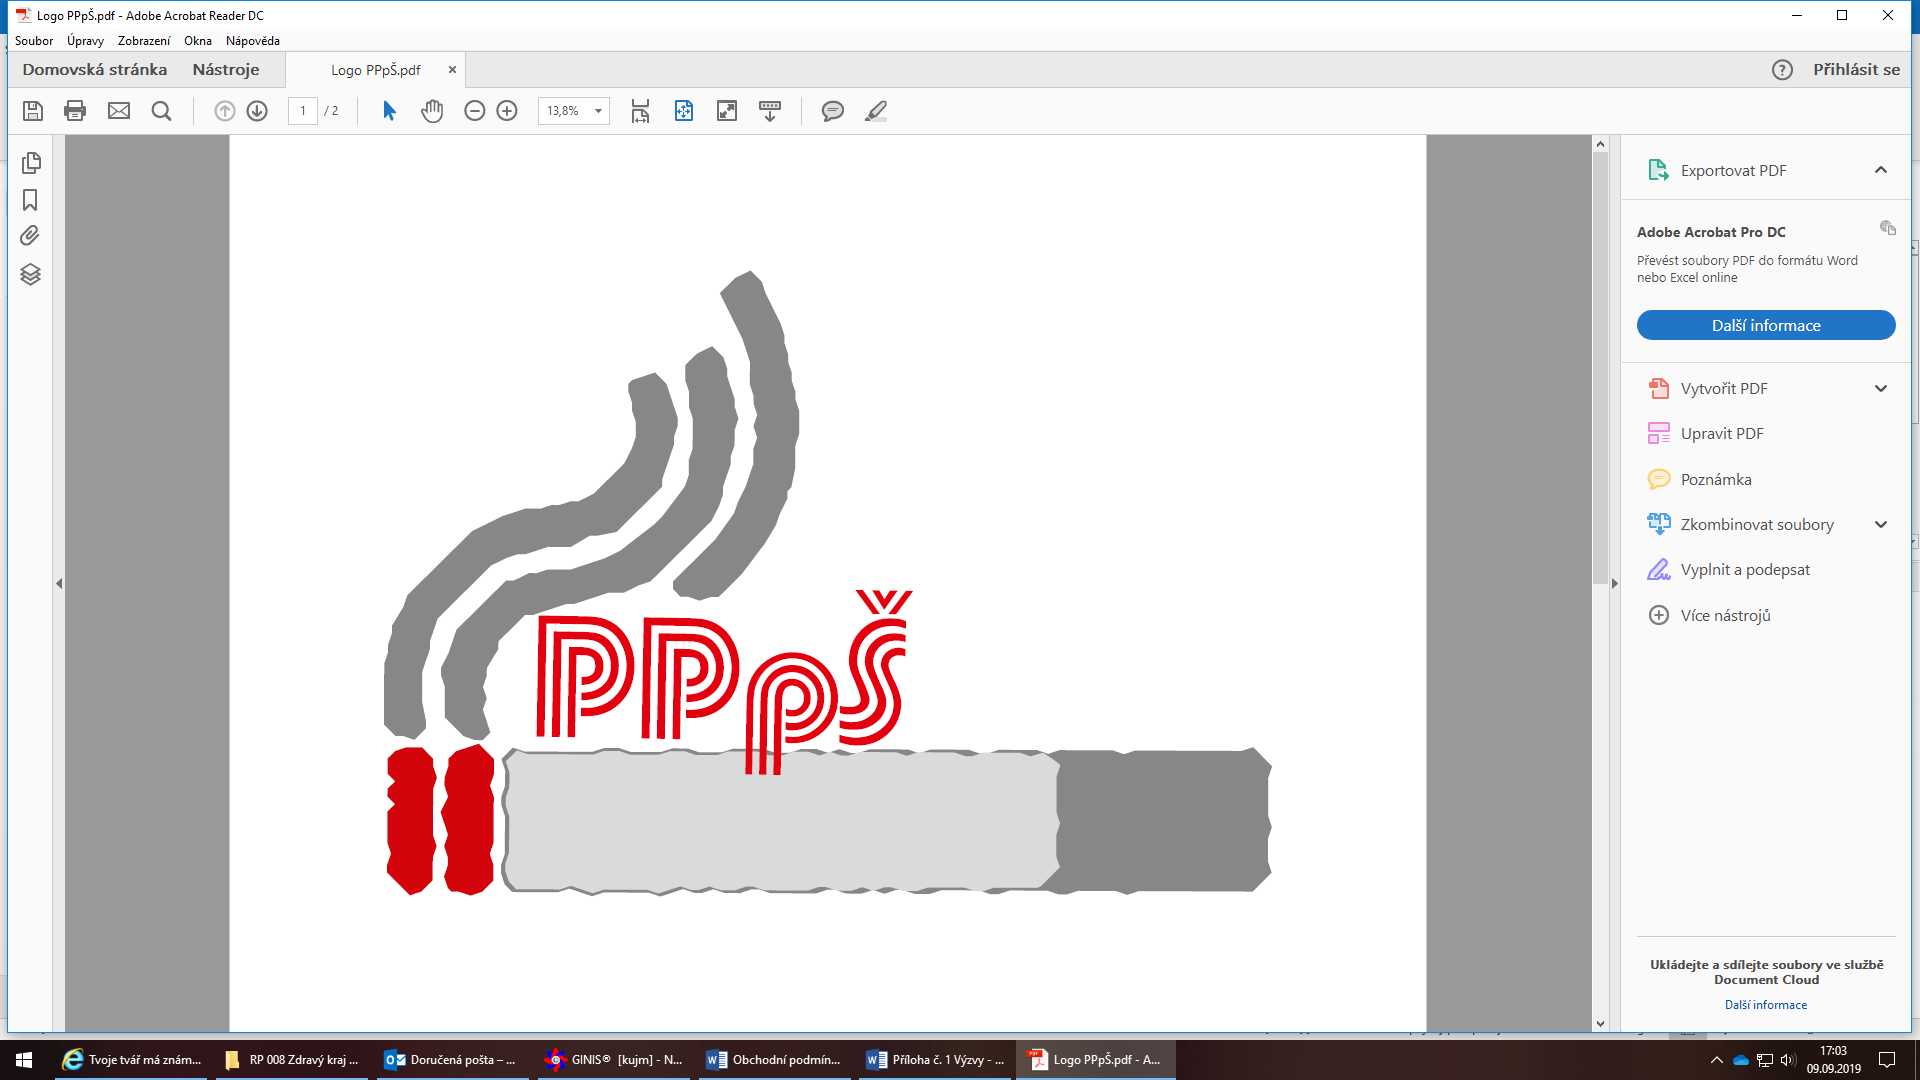 Logo PPpŠ.pdf - Adobe Acrobat Reader DC
Soubor Úpravy Zobrazení Okna Nápověda
Domovská stránka Nástroje Logo PPpŠ.pdf Přihlásit se
1 / 2 13,8%
Exportovat PDF
Adobe Acrobat Pro DC
Převést soubory PDF do formátu Word
nebo Excel online
Další informace
Vytvořit PDF
Upravit PDF
Poznámka
Zkombinovat soubory
Vyplnit a podepsat
Více nástrojů
PPpŠ
Ukládejte a sdílejte soubory ve službě
Document Cloud
Další informace
Tvoje tvář má znám... RP 008 Zdravý kraj ... Doručená pošta – ... GINIS® [kujm] - N... Obchodní podmín... Příloha č. 1 Výzvy - ... Logo PPpŠ.pdf - A... 17:03
09.09.2019